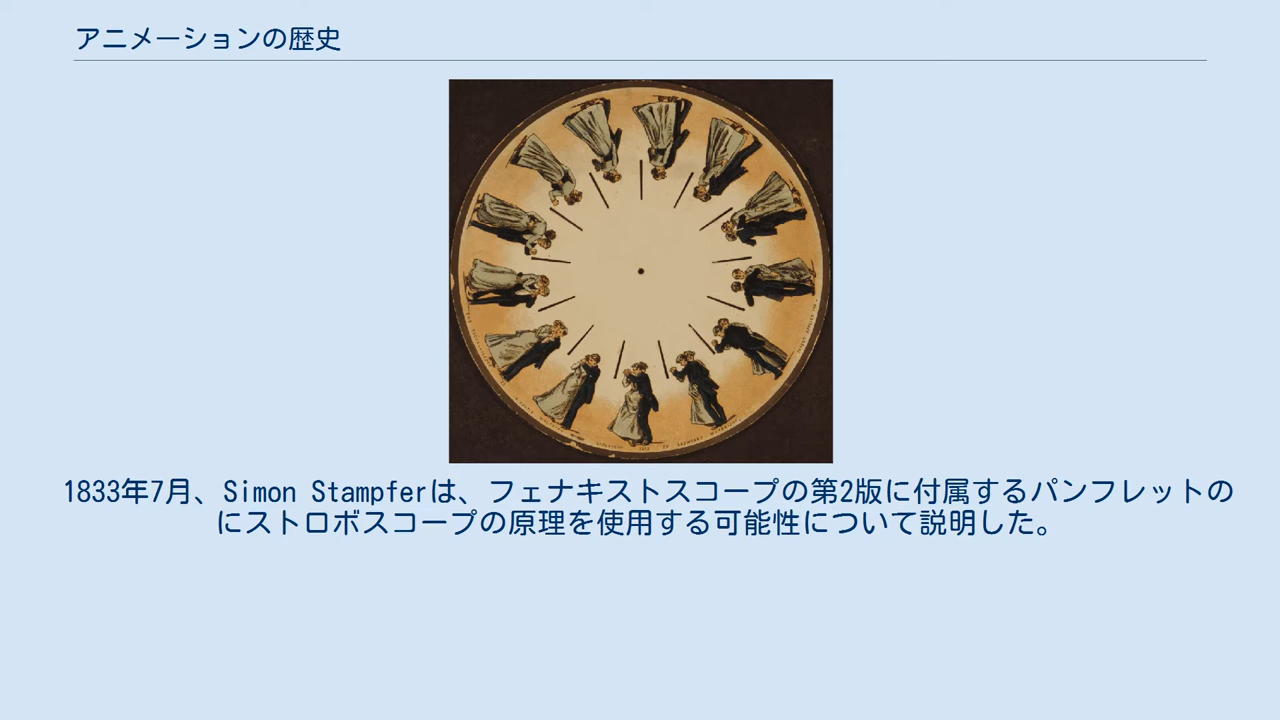 アニメーションの歴史
1833年7月、Simon Stampferは、フェナキストスコープの第2版に付属するパンフレットの
にストロボスコープの原理を使用する可能性について説明した。